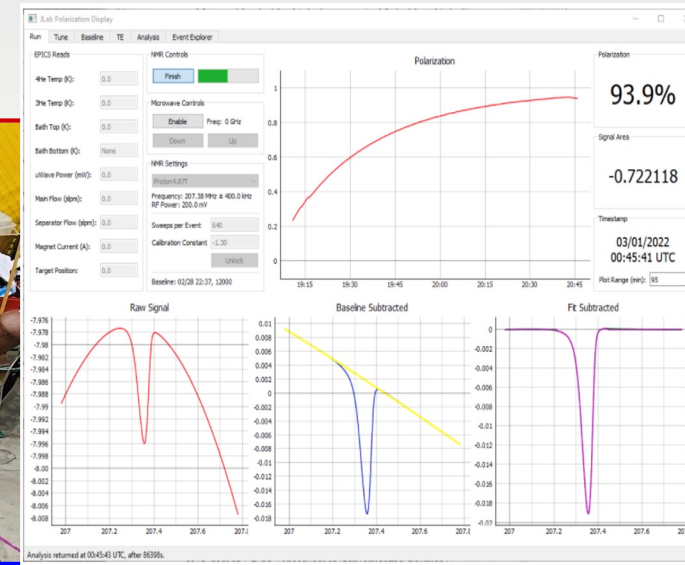 JLab Polarization Display
Run Tune Baseline TE Analysis Event Explorer
EPICS Reads
4He Temp (K): 0.0
3He Temp (K): 0.0
Bath Top (K): 0.0
Bath Bottom (K): None
uWave Power (mW): 0.0
Main Flow (slpm): 0.0
Separator Flow (slpm): 0.0
Magnet Current (A): 0.0
Target Position: 0.0
NMR Controls
Finish
Microwave Controls
Enable Freq: 0 GHz
Down Up
NMR Settings
Proton4.87T
Frequency: 207.38 MHz ± 400.0 kHz
RF Power: 200.0 mV
Sweeps per Event 640
Calibration Constant -1.30
Unlock
Baseline: 02/28 22:37, 12000
Polarization
1
0.8
0.6
0.4
0.2
0
19:15 19:30 19:45 20:00 20:15 20:30 20:45
Polarization
93.9%
Signal Area
-0.722118
Timestamp
03/01/2022
00:45:41 UTC
Plot Range (min): 95
Raw Signal
-7.976
-7.978
-7.98
-7.982
-7.984
-7.986
-7.988
-7.99
-7.992
-7.994
-7.996
-7.998
-8.00
-8.002
-8.004
-8.006
-8.008
207 207.2 207.4 207.6
Baseline Subtracted
0.01
0.008
0.006
0.004
0.002
0
-0.002
-0.004
-0.006
-0.008
-0.01
-0.012
-0.014
-0.016
-0.018
207 207.2 207.4 207.6
Fit Subtracted
0
-0.002
-0.004
-0.006
-0.008
-0.01
-0.012
-0.014
-0.016
-0.018
-0.02
207 207.2 207.4 207.6
Analysis returned at 00:45:43 UTC, after 86398s.